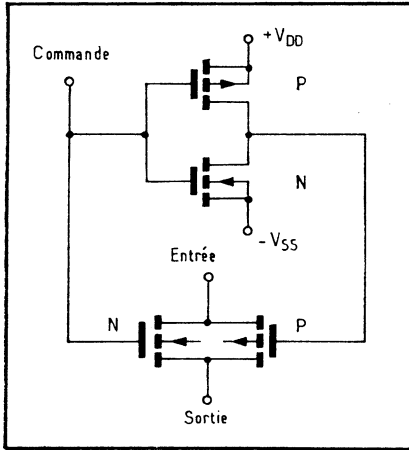 +VDD
Commande
P
N
-VSS
Entrée
N
P
Sortie